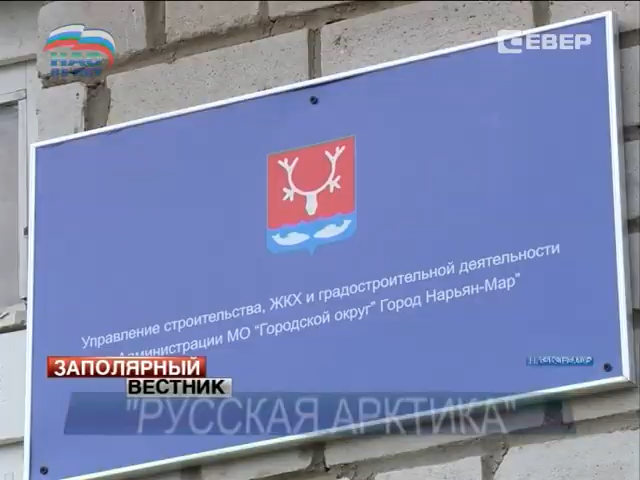 СЕВЕР
Управление строительства, ЖКХ и градостроительной деятельности
Администрации МО "Городской округ" Город Нарьян-Мар"
ЗАПОЛЯРНЫЙ
ВЕСТНИК
"РУССКАЯ АРКТИКА"